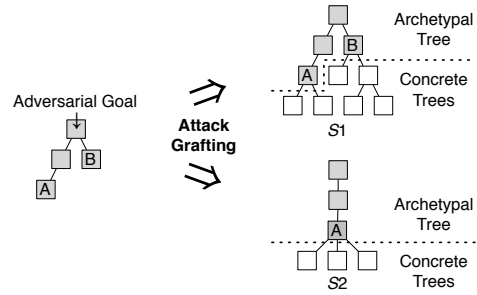 Adversarial Goal
A
B
Attack
Grafting
A
B
Archetypal
Tree
Concrete
Trees
S1
A
Archetypal
Tree
Concrete
Trees
S2